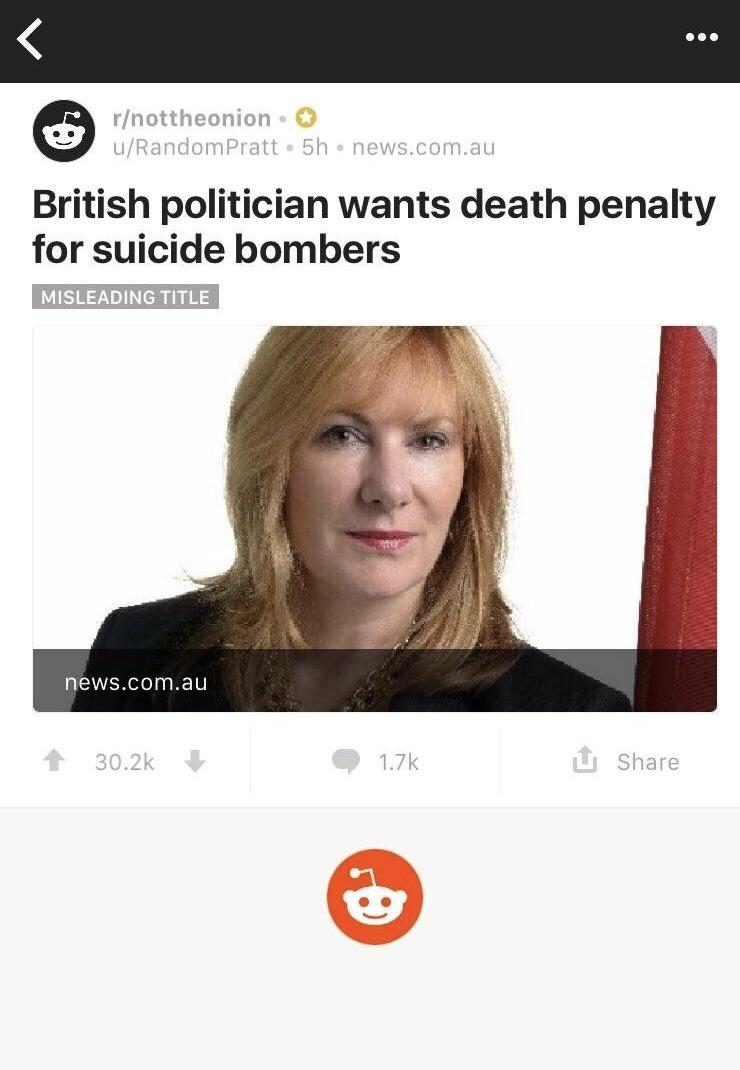 r/nottheonion •
u/RandomPratt • 5h • news.com.au
British politician wants death penalty
for suicide bombers
MISLEADING TITLE
news.com.au
30.2k
1.7k
Share